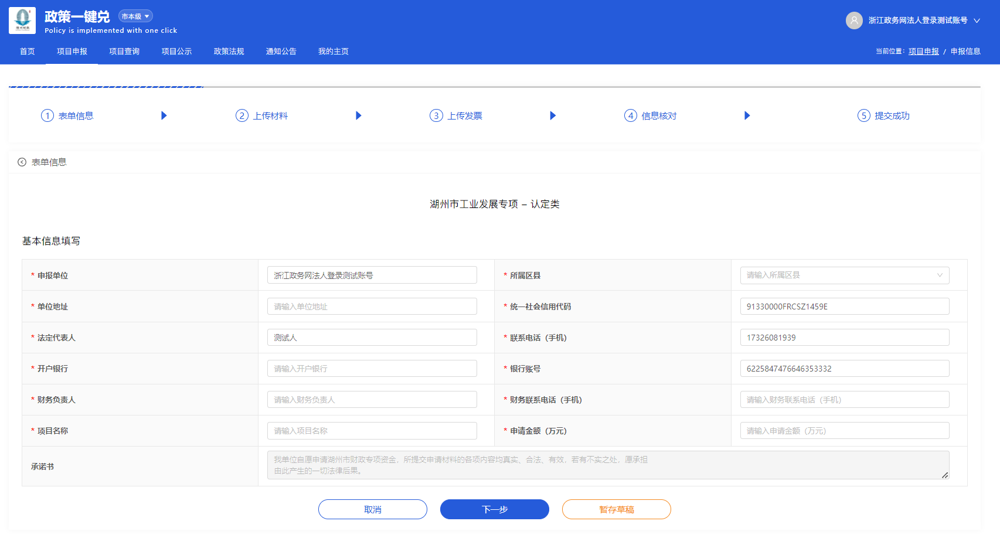 政策一键兑 市本级
Policy is implemented with one click
浙江政务网法人登录测试账号
首页 项目申报 项目查询 项目公示 政策法规 通知公告 我的主页
当前位置：项目申报 / 申报信息
1 表单信息 2 上传材料 3 上传发票 4 信息核对 5 提交成功
表单信息
湖州市工业发展专项 – 认定类
基本信息填写
* 申报单位 浙江政务网法人登录测试账号 * 所属区县 请输入所属区县
* 单位地址 请输入单位地址 * 统一社会信用代码 91330000FRCSZ1459E
* 法定代表人 测试人 * 联系电话（手机） 17326081939
* 开户银行 请输入开户银行 * 银行账号 6225847476646353332
* 财务负责人 请输入财务负责人 * 财务联系电话（手机） 请输入财务联系电话（手机）
* 项目名称 请输入项目名称 * 申请金额（万元） 请输入申请金额（万元）
承诺书 我单位自愿申请湖州市财政专项资金，所提交申请材料的各项内容均真实、合法、有效，若有不实之处，愿承担
由此产生的一切法律后果。
取消 下一步 暂存草稿